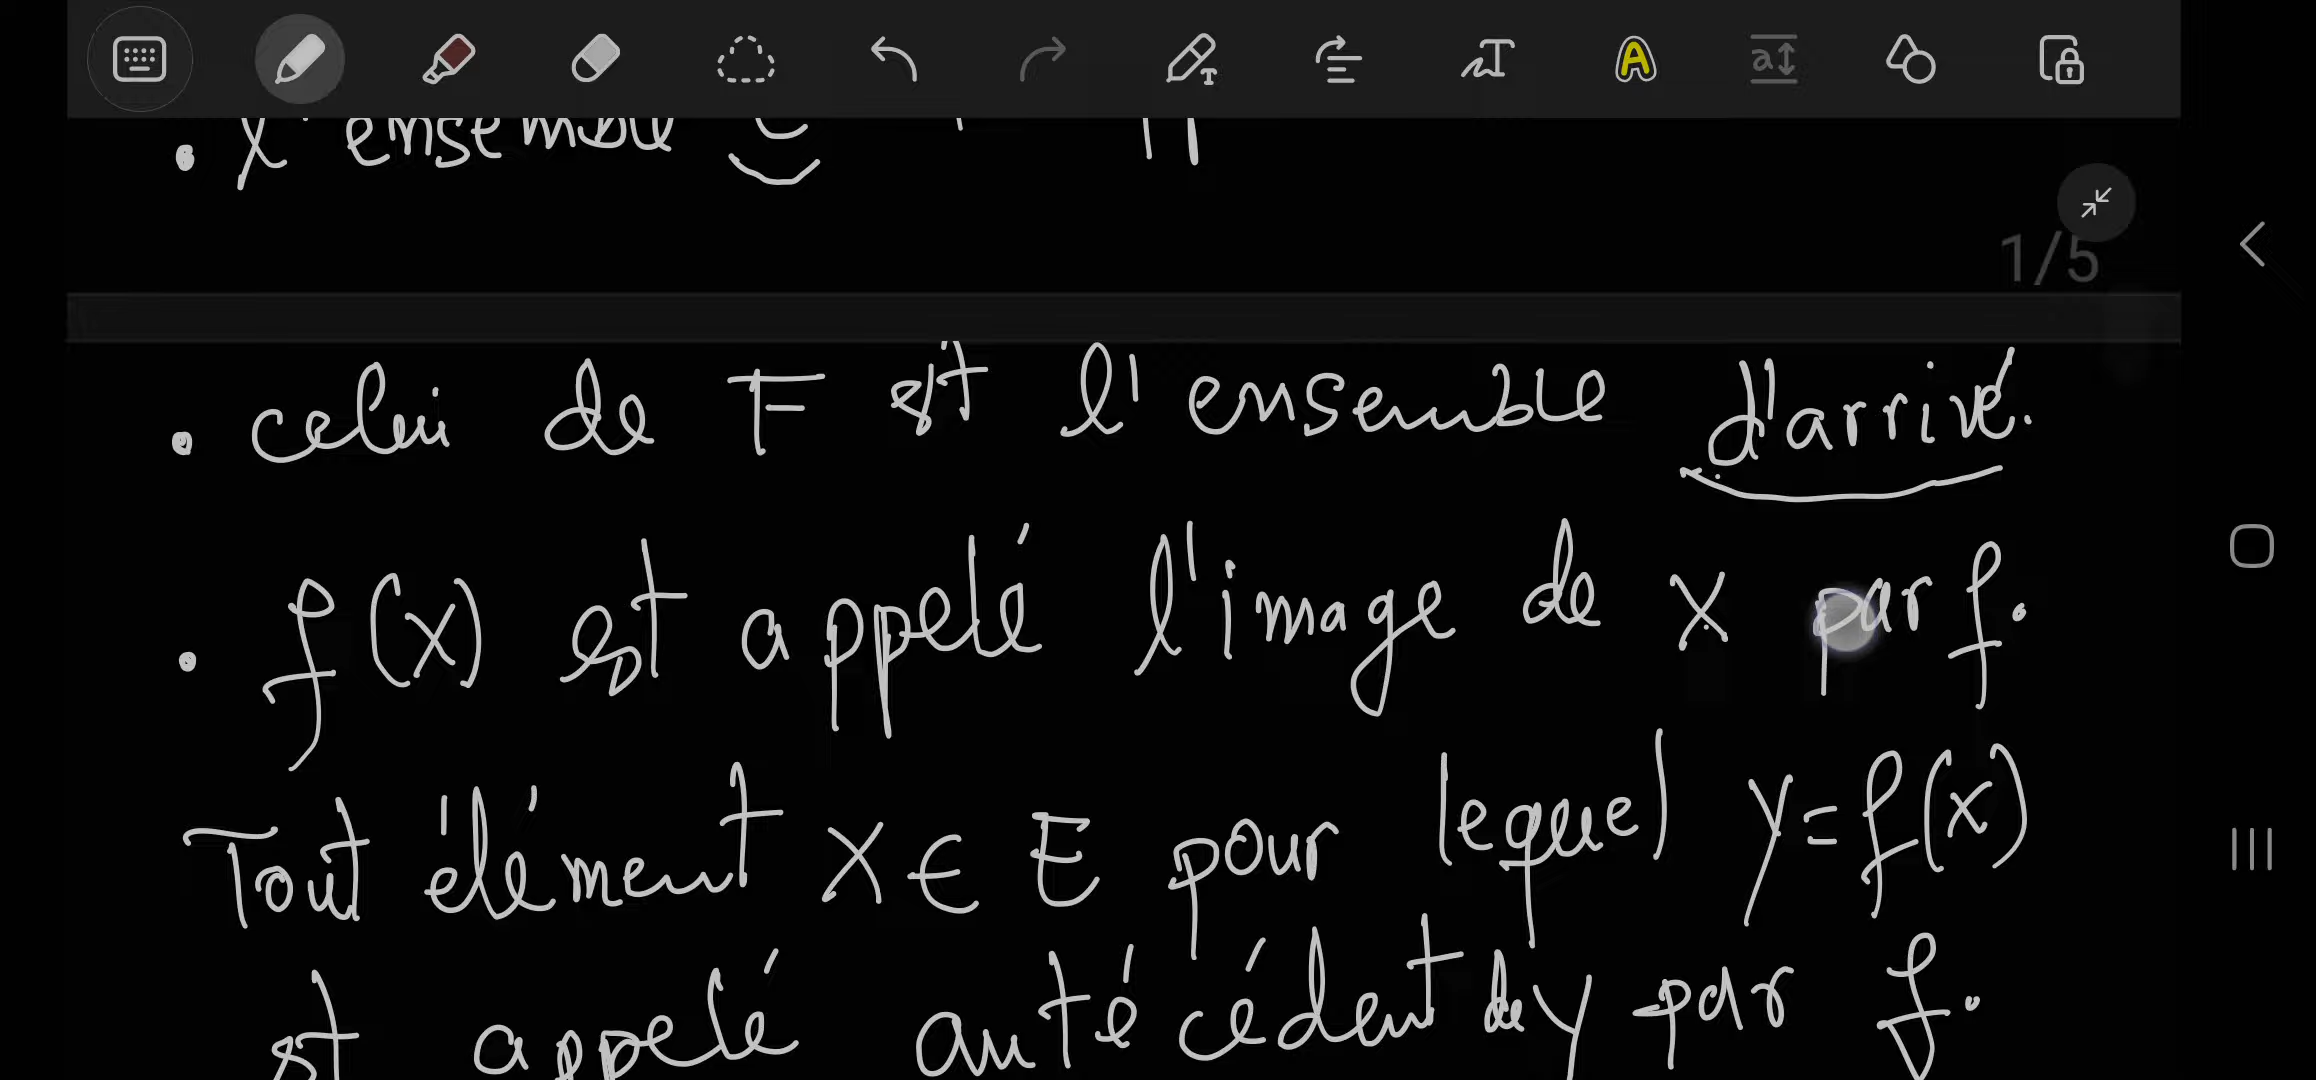 • L'ensemble E
1/5
• celui de F est l'ensemble d'arrivé.
• f(x) est appelé l'image de x par f.
Tout élément x ∈ E pour lequel y = f(x)
est appelé antécédent de y par f.